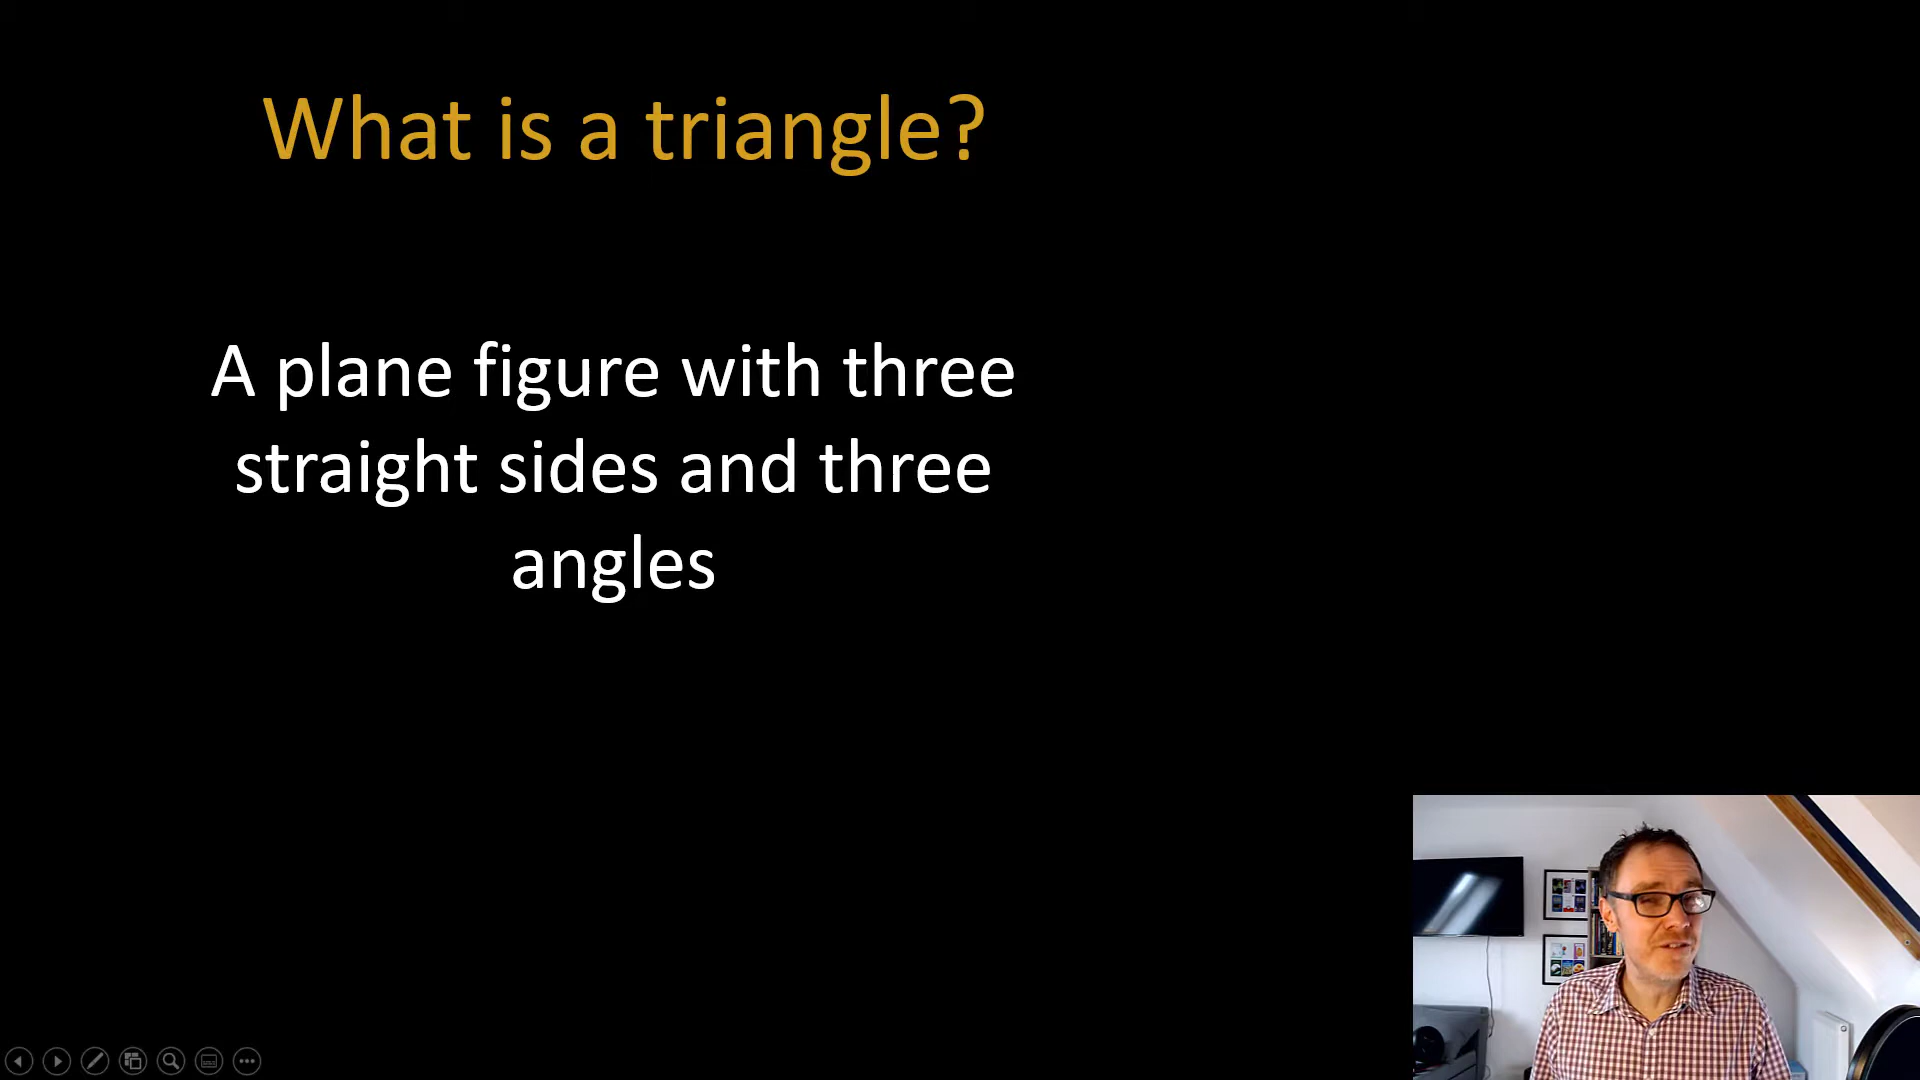 What is a triangle?
A plane figure with three
straight sides and three
angles